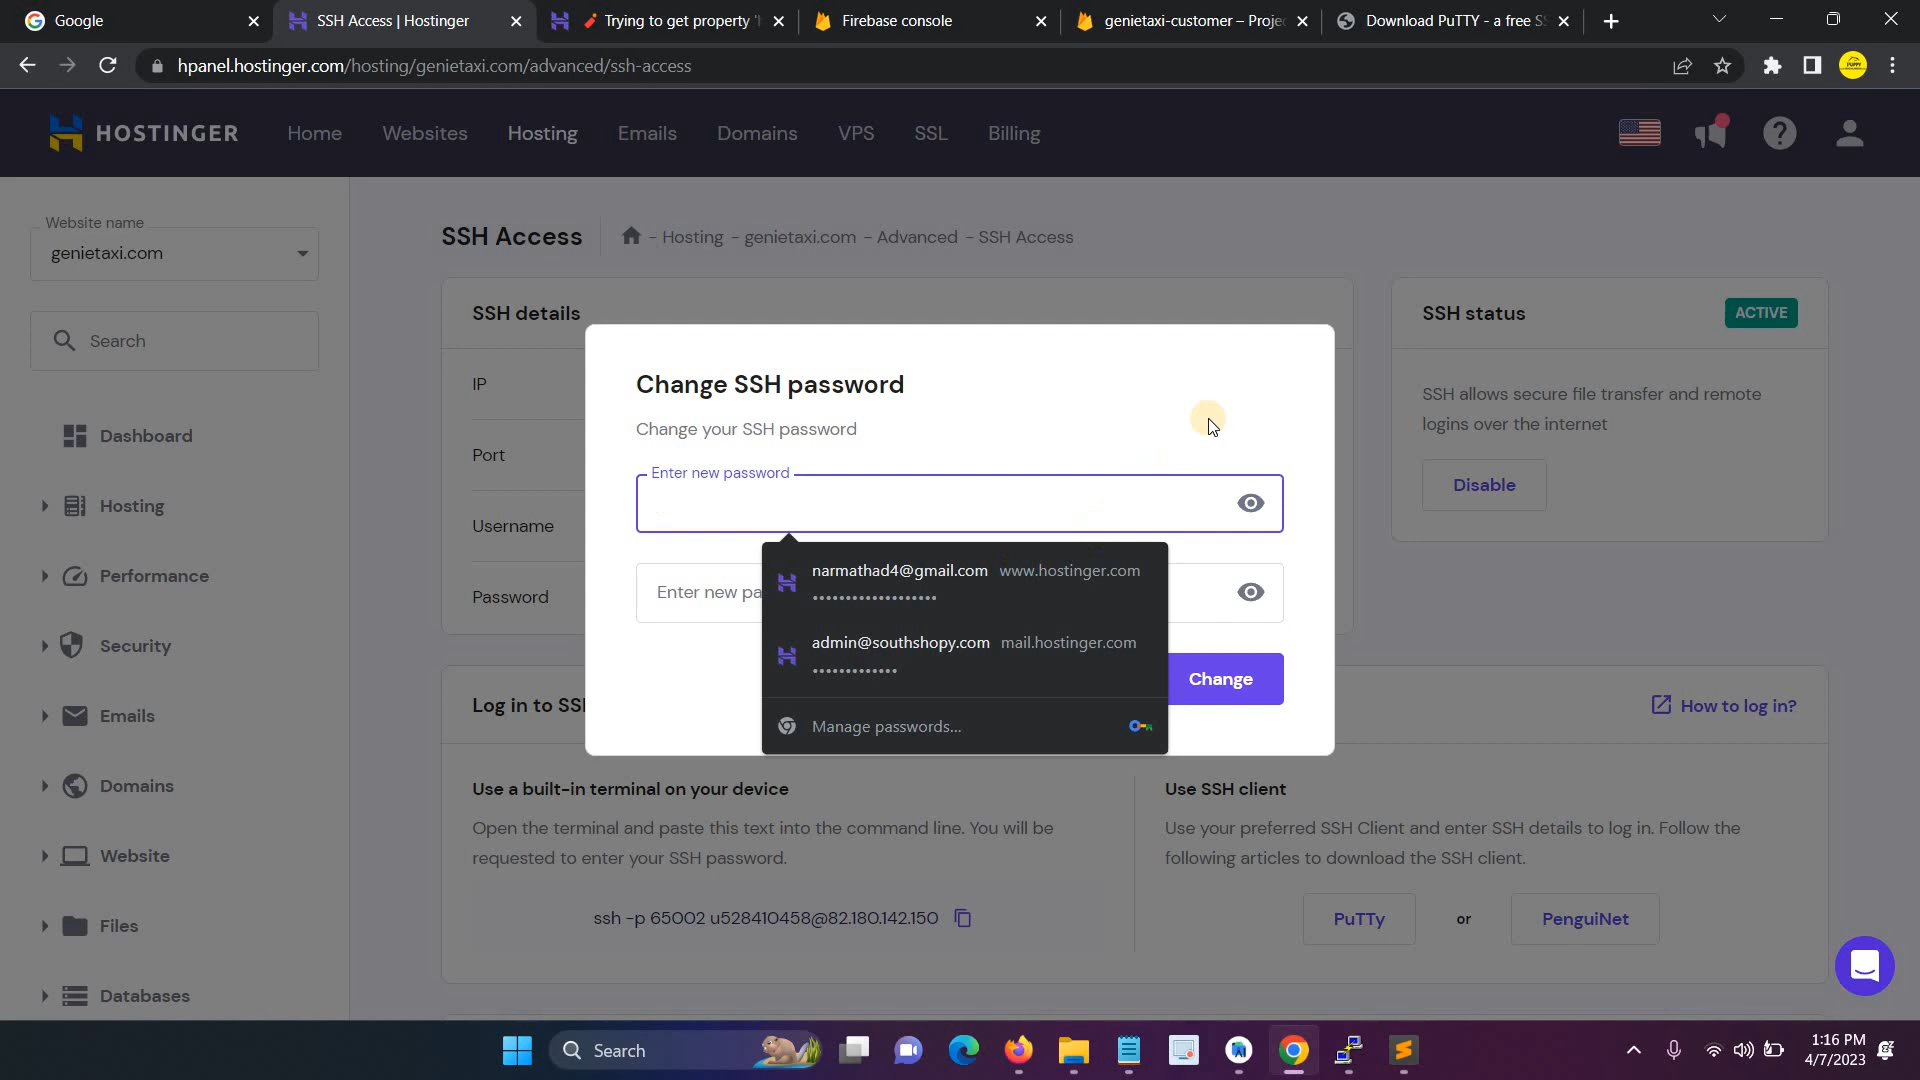 Google
SSH Access | Hostinger
Trying to get property
Firebase console
genietaxi-customer – Proje
Download PuTTY - a free S
hpanel.hostinger.com/hosting/genietaxi.com/advanced/ssh-access
HOSTINGER
Home
Websites
Hosting
Emails
Domains
VPS
SSL
Billing
Website name
genietaxi.com
Search
Dashboard
Hosting
Performance
Security
Emails
Domains
Website
Files
Databases
SSH Access
- Hosting - genietaxi.com - Advanced - SSH Access
SSH details
IP
Port
Username
Password
SSH status
ACTIVE
SSH allows secure file transfer and remote
logins over the internet
Disable
Change SSH password
Change your SSH password
Enter new password
Enter new pa
narmathad4@gmail.com www.hostinger.com
•••••••••••••••••••
admin@southshopy.com mail.hostinger.com
•••••••••••••
Manage passwords...
Change
Log in to SS
How to log in?
Use a built-in terminal on your device
Open the terminal and paste this text into the command line. You will be
requested to enter your SSH password.
ssh -p 65002 u528410458@82.180.142.150
Use SSH client
Use your preferred SSH Client and enter SSH details to log in. Follow the
following articles to download the SSH client.
PuTTy
or
PenguiNet
Search
1:16 PM
4/7/2023